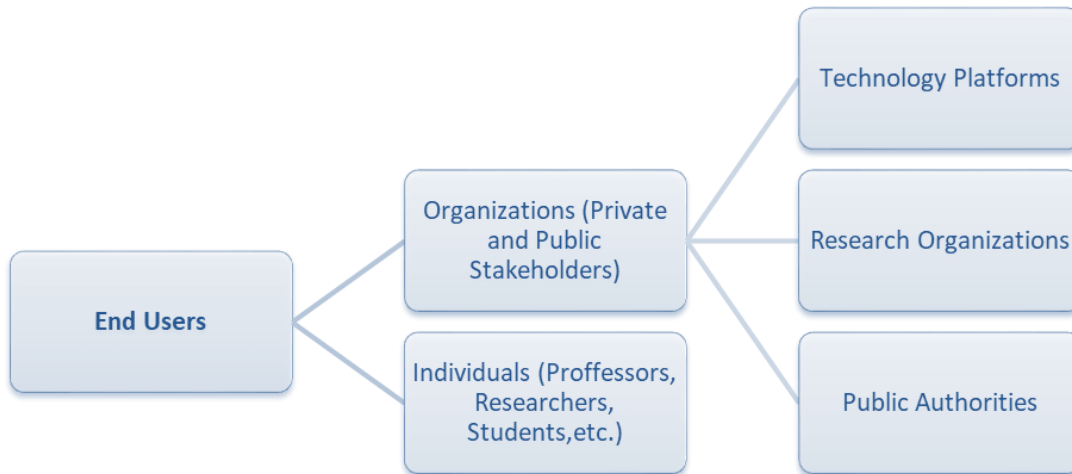 End Users
Organizations (Private
and Public
Stakeholders)
Individuals (Proffessors,
Researchers,
Students,etc.)
Technology Platforms
Research Organizations
Public Authorities